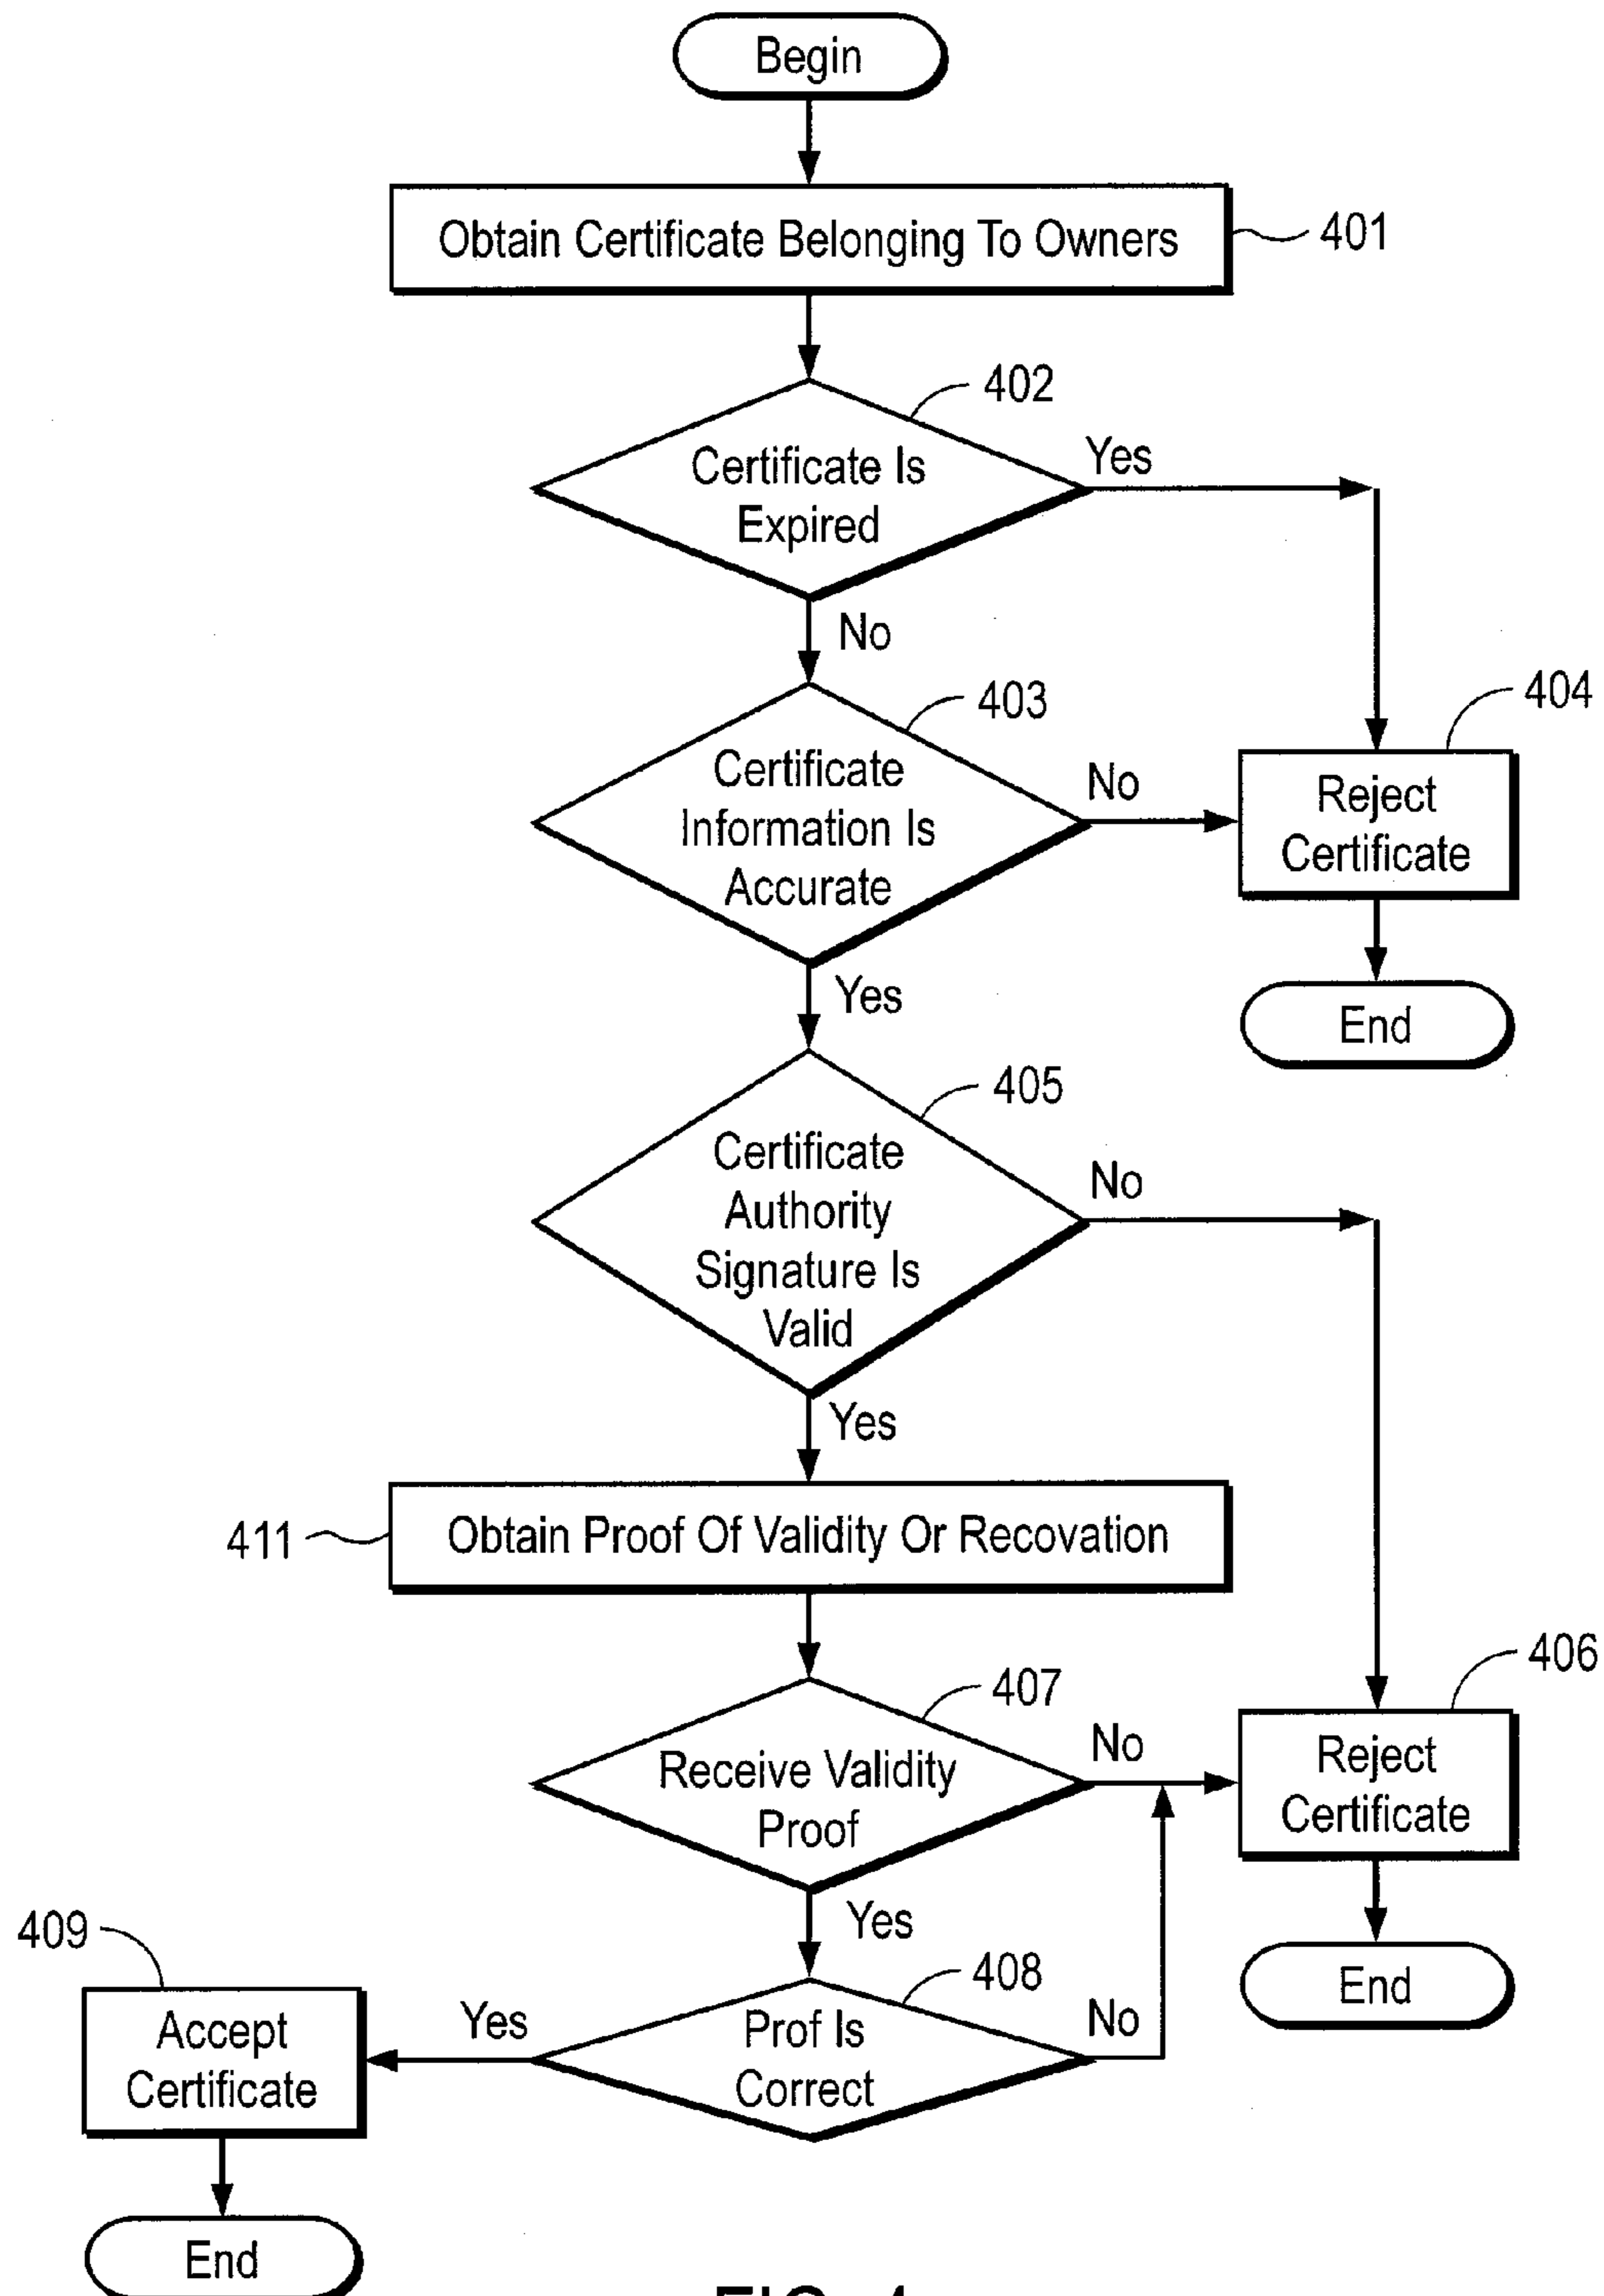 Begin
Obtain Certificate Belonging To Owners
401
402
Certificate Is
Expired
Yes
No
403
Certificate
Information Is
Accurate
No
404
Reject
Certificate
Yes
End
405
Certificate
Authority
Signature Is
Valid
No
Yes
411
Obtain Proof Of Validity Or Recovation
407
Receive Validity
Proof
No
406
Reject
Certificate
Yes
409
Accept
Certificate
Yes
408
Prof Is
Correct
No
End
End